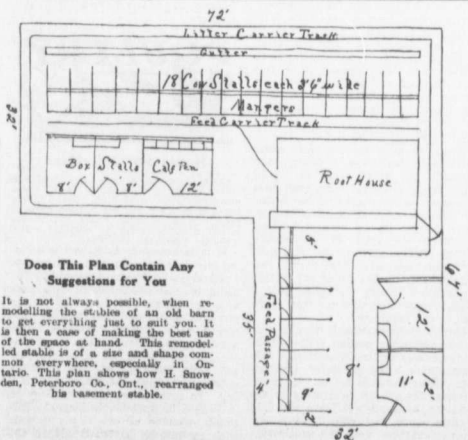 72'
Litter Carrier Track
Gutter
18 Cow Stalls each 3'6" wide
Mangers
Feed Carrier Track
Box Stalls
Calf Pen
8'
8'
12'
Root House
Does This Plan Contain Any
Suggestions for You
It is not always possible, when re-
modelling the stables of an old barn
to get everything just to suit you. It
is then a case of making the best use
of the space at hand. This remodel-
led stable is of a size and shape com-
mon everywhere, especially in On-
tario. This plan shows how H. Snow-
den, Peterboro Co., Ont., rearranged
his basement stable.
Feed Passage
35'
4'
9'
8'
12'
11'
12'
32'